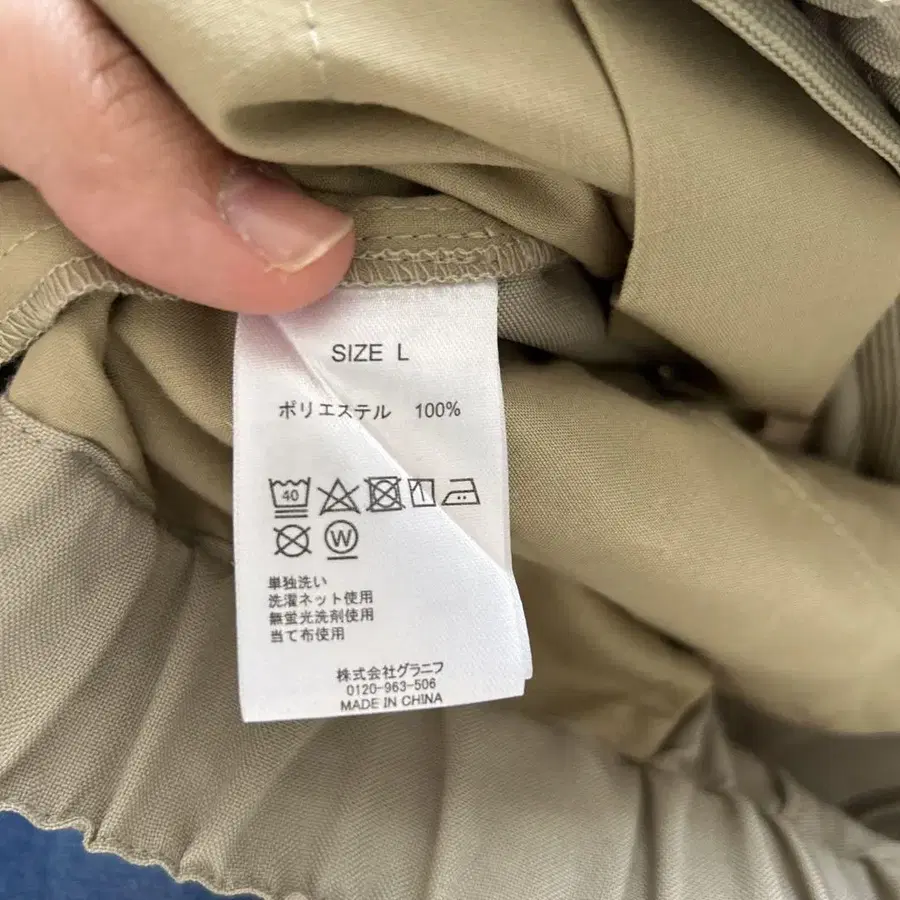 SIZE L
ポリエステル 100%
40
W
単独洗い
洗濯ネット使用
無蛍光洗剤使用
当て布使用
株式会社グラニフ
0120-963-506
MADE IN CHINA